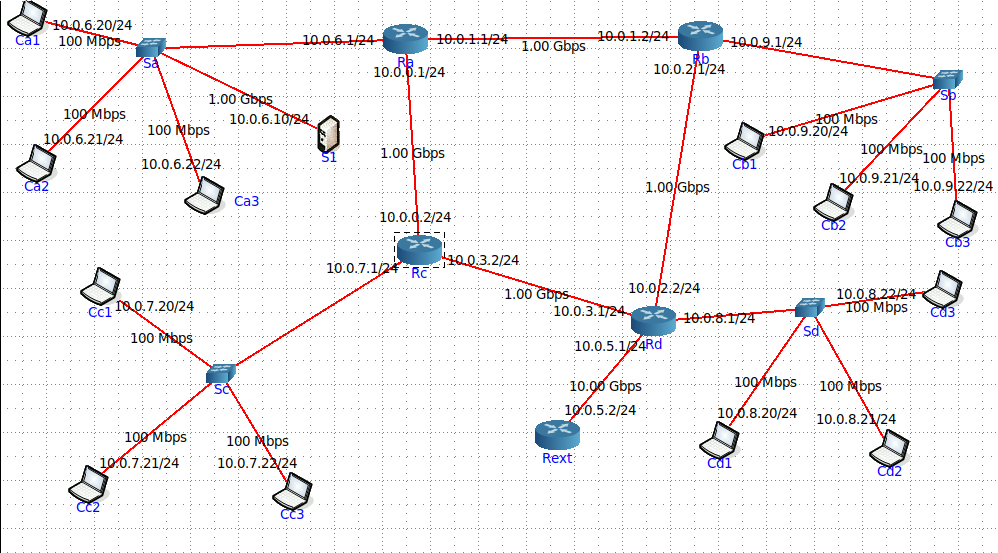 Ca1
10.0.6.20/24
100 Mbps
Sa
10.0.6.1/24
Ra
10.0.1.1/24
10.0.0.1/24
1.00 Gbps
10.0.1.2/24
Rb
10.0.9.1/24
10.0.2.1/24
Sb
100 Mbps
10.0.6.21/24
Ca2
100 Mbps
10.0.6.22/24
Ca3
1.00 Gbps
10.0.6.10/24
S1
1.00 Gbps
10.0.0.2/24
1.00 Gbps
100 Mbps
10.0.9.20/24
Cb1
100 Mbps
10.0.9.21/24
Cb2
100 Mbps
10.0.9.22/24
Cb3
10.0.7.1/24
Rc
10.0.3.2/24
1.00 Gbps
10.0.3.1/24
10.0.2.2/24
Rd
10.0.8.1/24
10.0.5.1/24
10.0.8.22/24
100 Mbps
Cd3
Sd
Cc1
10.0.7.20/24
100 Mbps
Sc
10.00 Gbps
10.0.5.2/24
Rext
100 Mbps
10.0.8.20/24
Cd1
100 Mbps
10.0.8.21/24
Cd2
100 Mbps
10.0.7.21/24
Cc2
100 Mbps
10.0.7.22/24
Cc3